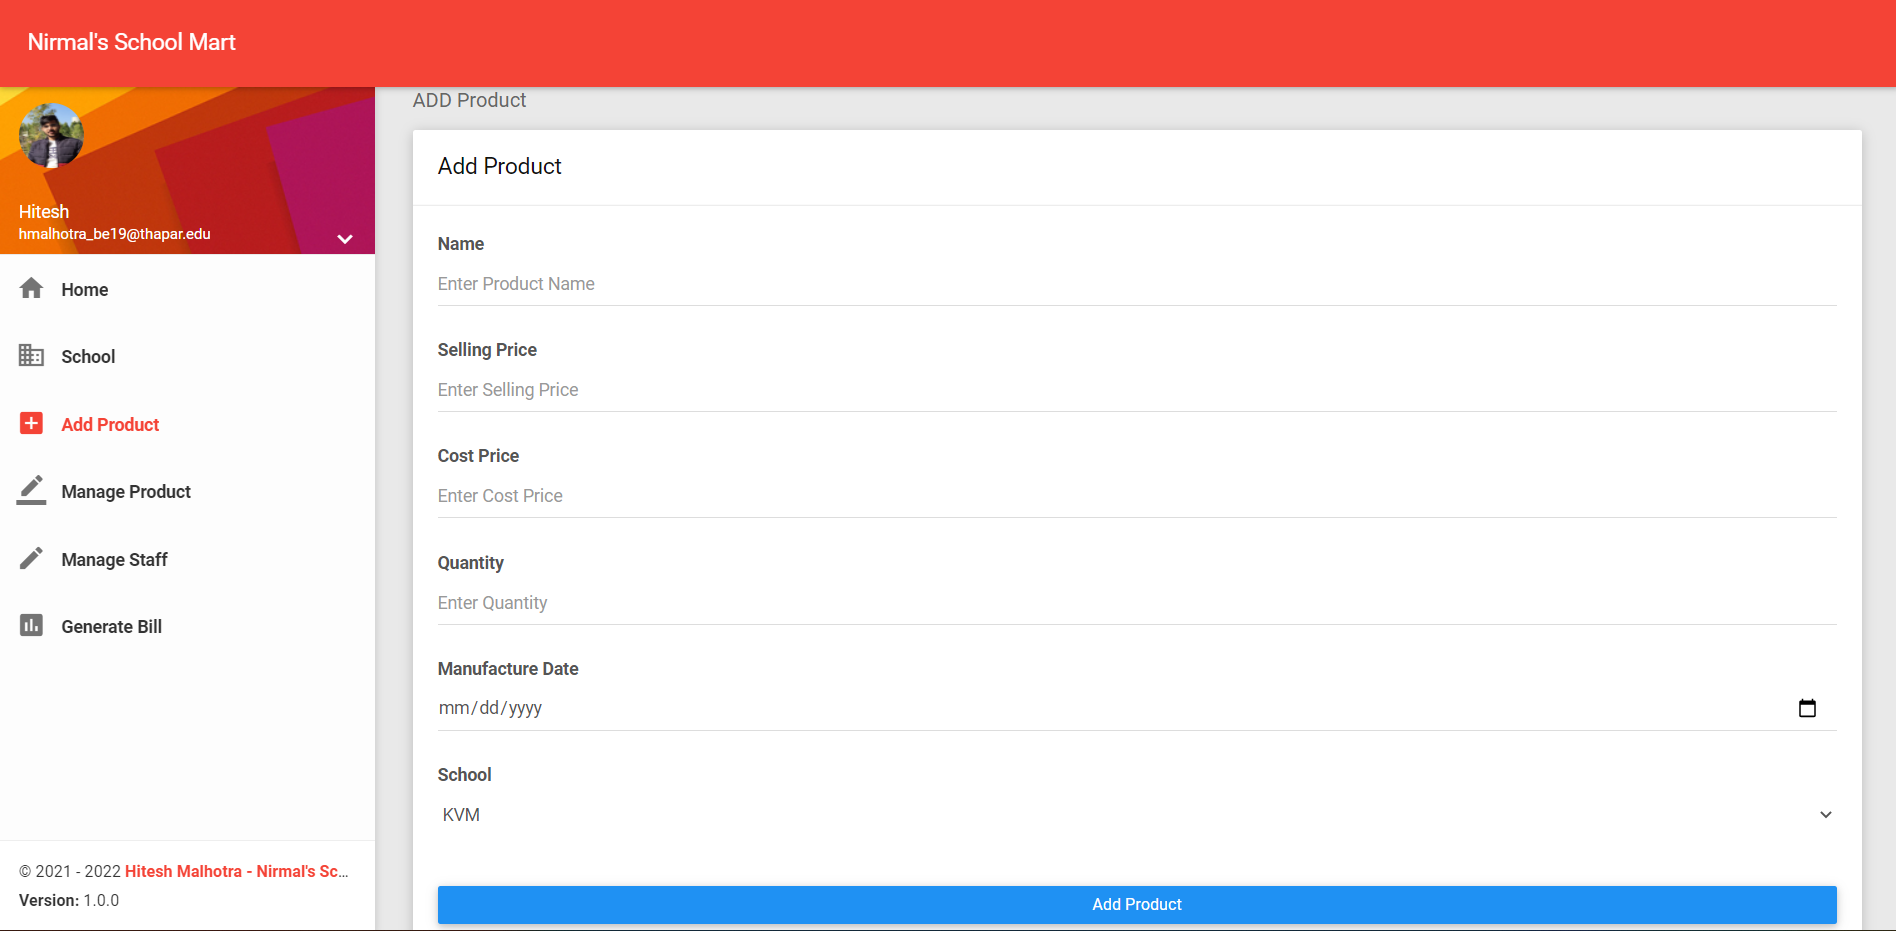 Nirmal's School Mart
Hitesh
hmalhotra_be19@thapar.edu
Home
School
Add Product
Manage Product
Manage Staff
Generate Bill
© 2021 - 2022 Hitesh Malhotra - Nirmal's Sc...
Version: 1.0.0
ADD Product
Add Product
Name
Enter Product Name
Selling Price
Enter Selling Price
Cost Price
Enter Cost Price
Quantity
Enter Quantity
Manufacture Date
mm/dd/yyyy
School
KVM
Add Product